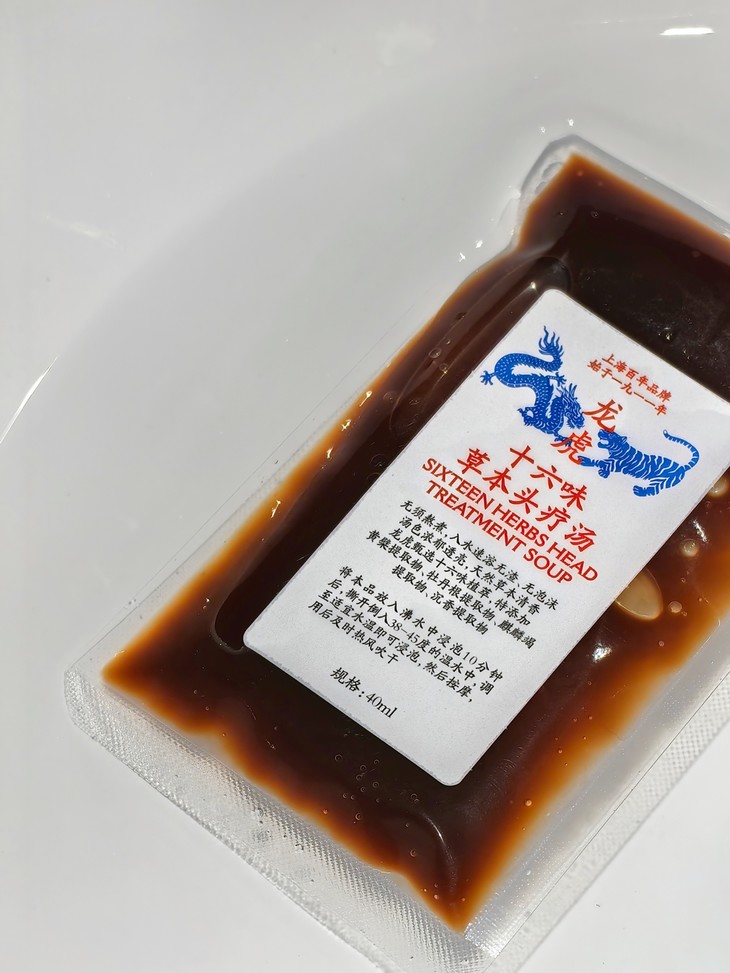 上海百年品牌
始于一九一一年
龙
虎
十六味
草本头疗汤
SIXTEEN HERBS HEAD
TREATMENT SOUP
无须熬煮,入水速溶无渣,无泡沫
汤色浓郁透亮,天然草本清香
龙虎甄选十六味植萃,特添加
黄檗提取物、牡丹根提取物、麒麟竭
提取物、沉香提取物
将本品放入沸水中浸泡10分钟
后,撕开倒入38-45度的温水中,调
至适宜水温即可浸泡,然后按摩,
用后及时热风吹干
规格:40ml